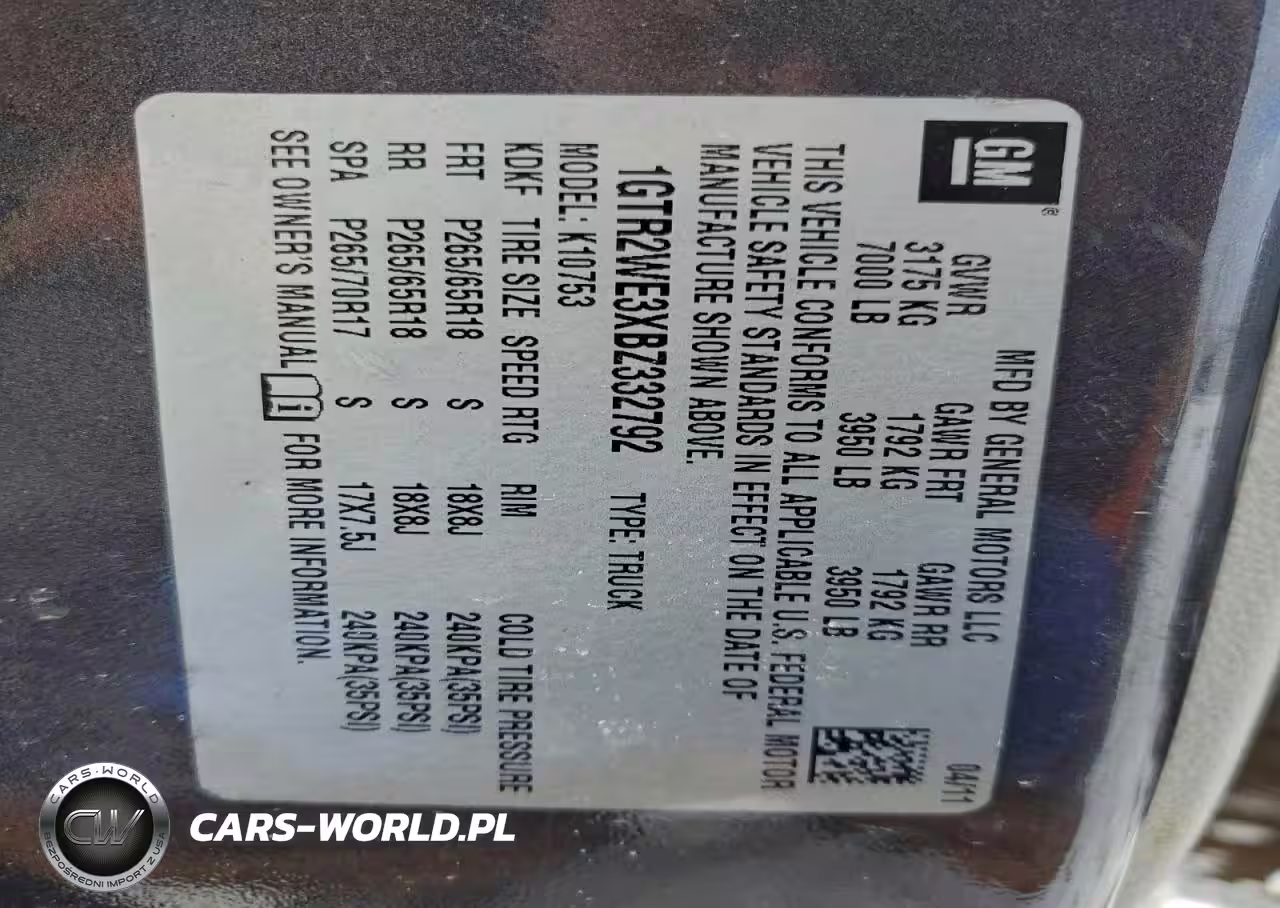 GM
MFD BY GENERAL MOTORS LLC 04/11
GVWR GAWR FRT GAWR RR
3175 KG 1792 KG 1792 KG
7000 LB 3950 LB 3950 LB
THIS VEHICLE CONFORMS TO ALL APPLICABLE U.S. FEDERAL MOTOR
VEHICLE SAFETY STANDARDS IN EFFECT ON THE DATE OF
MANUFACTURE SHOWN ABOVE.
1GTR2WE3XBZ332792 TYPE: TRUCK
MODEL: K10753
KDKF TIRE SIZE SPEED RTG RIM COLD TIRE PRESSURE
FRT P265/65R18 S 18X8J 240KPA(35PSI)
RR P265/65R18 S 18X8J 240KPA(35PSI)
SPA P265/70R17 S 17X7.5J 240KPA(35PSI)
SEE OWNER'S MANUAL FOR MORE INFORMATION.
CARS-WORLD
CW
BEZPOŚREDNI IMPORT Z USA
CARS-WORLD.PL